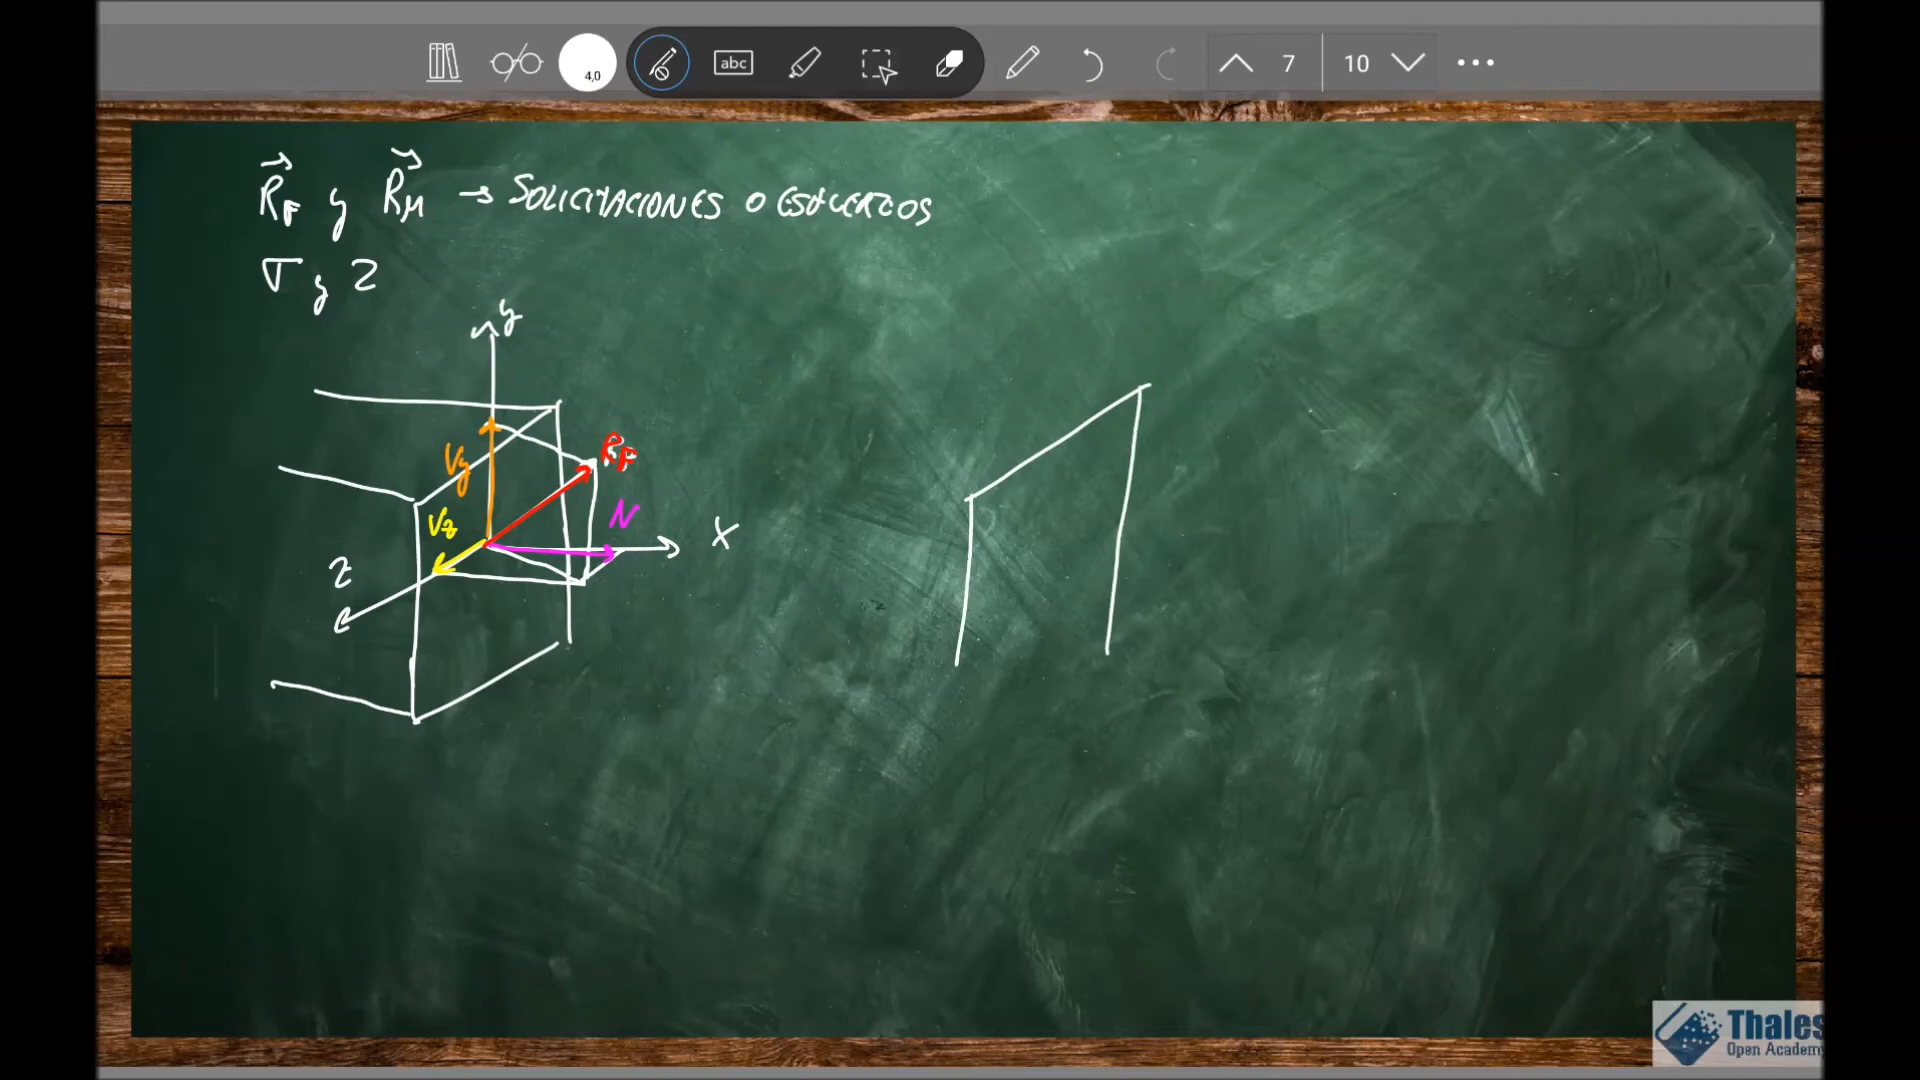 abc
4,0
7
10
R⃗F y R⃗M → SOLICITACIONES O ESFUERZOS
σ y τ
y
Vy
RF
N
Vz
X
z
Thales
Open Academy